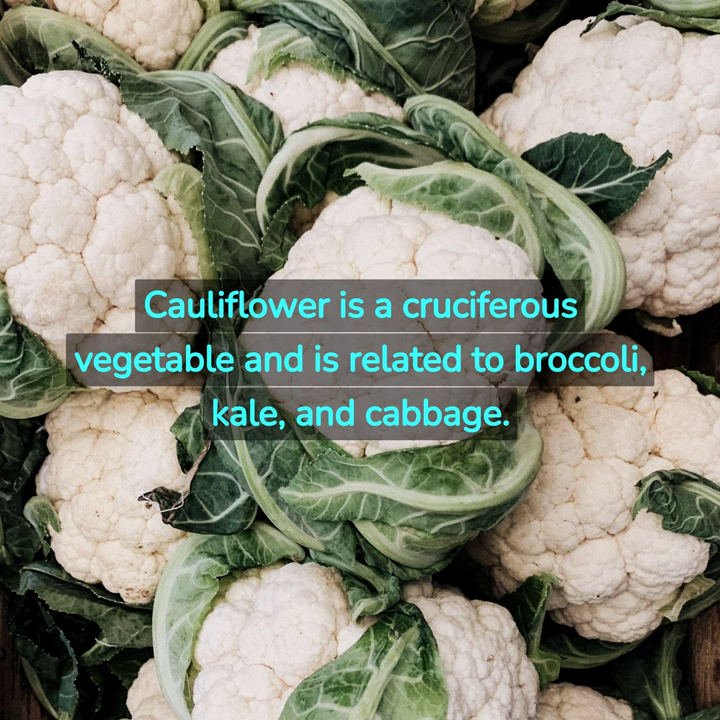 Cauliflower is a cruciferous
vegetable and is related to broccoli,
kale, and cabbage.